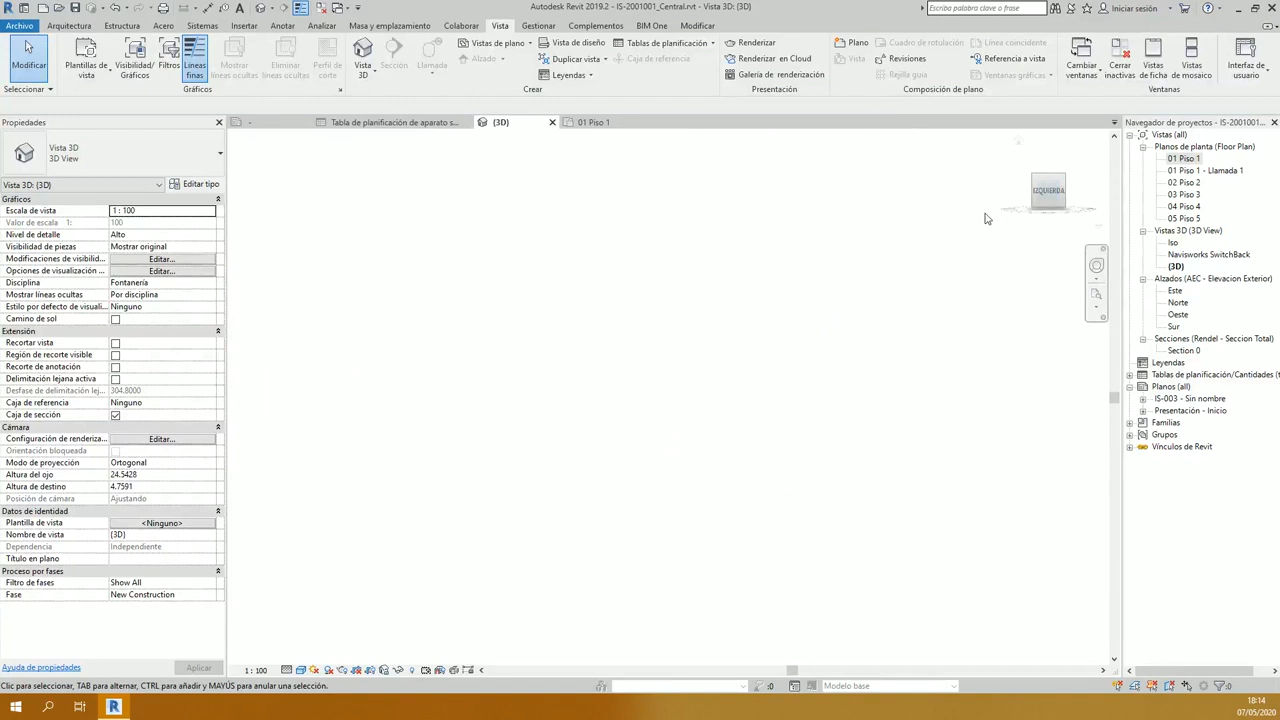 Autodesk Revit 2019.2 - IS-2001001_Central.rvt - Vista 3D: {3D}
Escriba palabra clave o frase
Iniciar sesión
Archivo Arquitectura Estructura Acero Sistemas Insertar Anotar Analizar Masa y emplazamiento Colaborar Vista Gestionar Complementos BIM One Modificar
Modificar
Plantillas de vista
Visibilidad/ Gráficos
Filtros
Líneas finas
Mostrar líneas ocultas
Eliminar líneas ocultas
Perfil de corte
Vista 3D
Sección
Llamada
Vistas de plano
Alzado
Vista de diseño
Duplicar vista
Leyendas
Tablas de planificación
Caja de referencia
Renderizar
Renderizar en Cloud
Galería de renderización
Plano
Vista
Cuadro de rotulación
Revisiones
Rejilla guía
Línea coincidente
Referencia a vista
Ventanas gráficas
Cambiar ventanas
Cerrar inactivas
Vistas de ficha
Vistas de mosaico
Interfaz de usuario
Seleccionar Gráficos Crear Presentación Composición de plano Ventanas
Propiedades
Tabla de planificación de aparato s...
{3D}
01 Piso 1
Navegador de proyectos - IS-2001001...
Vista 3D
3D View
Vista 3D: {3D}
Editar tipo
Gráficos
Escala de vista 1 : 100
Valor de escala 1: 100
Nivel de detalle Alto
Visibilidad de piezas Mostrar original
Modificaciones de visibilid... Editar...
Opciones de visualización ... Editar...
Disciplina Fontanería
Mostrar líneas ocultas Por disciplina
Estilo por defecto de visuali... Ninguno
Camino de sol
Extensión
Recortar vista
Región de recorte visible
Recorte de anotación
Delimitación lejana activa
Desfase de delimitación lej... 304.8000
Caja de referencia Ninguno
Caja de sección
Cámara
Configuración de renderiza... Editar...
Orientación bloqueada
Modo de proyección Ortogonal
Altura del ojo 24.5428
Altura de destino 4.7591
Posición de cámara Ajustando
Datos de identidad
Plantilla de vista <Ninguno>
Nombre de vista {3D}
Dependencia Independiente
Título en plano
Proceso por fases
Filtro de fases Show All
Fase New Construction
Ayuda de propiedades
Aplicar
IZQUIERDA
Vistas (all)
Planos de planta (Floor Plan)
01 Piso 1
01 Piso 1 - Llamada 1
02 Piso 2
03 Piso 3
04 Piso 4
05 Piso 5
Vistas 3D (3D View)
Iso
Navisworks SwitchBack
{3D}
Alzados (AEC - Elevacion Exterior)
Este
Norte
Oeste
Sur
Secciones (Rendel - Seccion Total)
Section 0
Leyendas
Tablas de planificación/Cantidades (t
Planos (all)
IS-003 - Sin nombre
Presentación - Inicio
Familias
Grupos
Vínculos de Revit
1 : 100
Clic para seleccionar, TAB para alternar, CTRL para añadir y MAYÚS para anular una selección.
:0
Modelo base
:0
18:14
07/05/2020